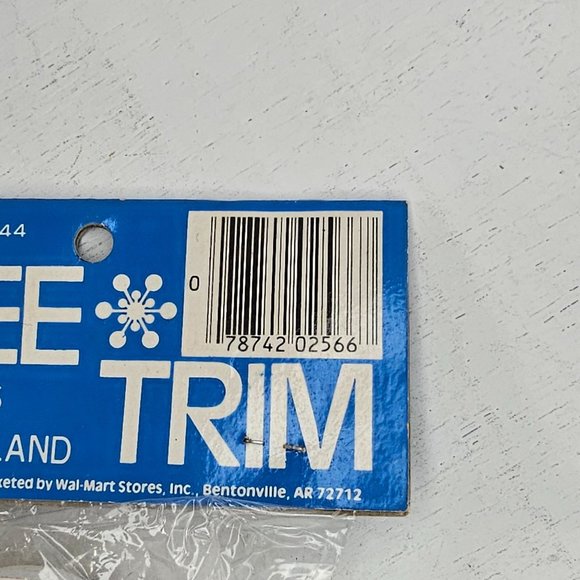 44
0
78742 02566
EE
TRIM
LAND
keted by Wal-Mart Stores, Inc., Bentonville, AR 72712